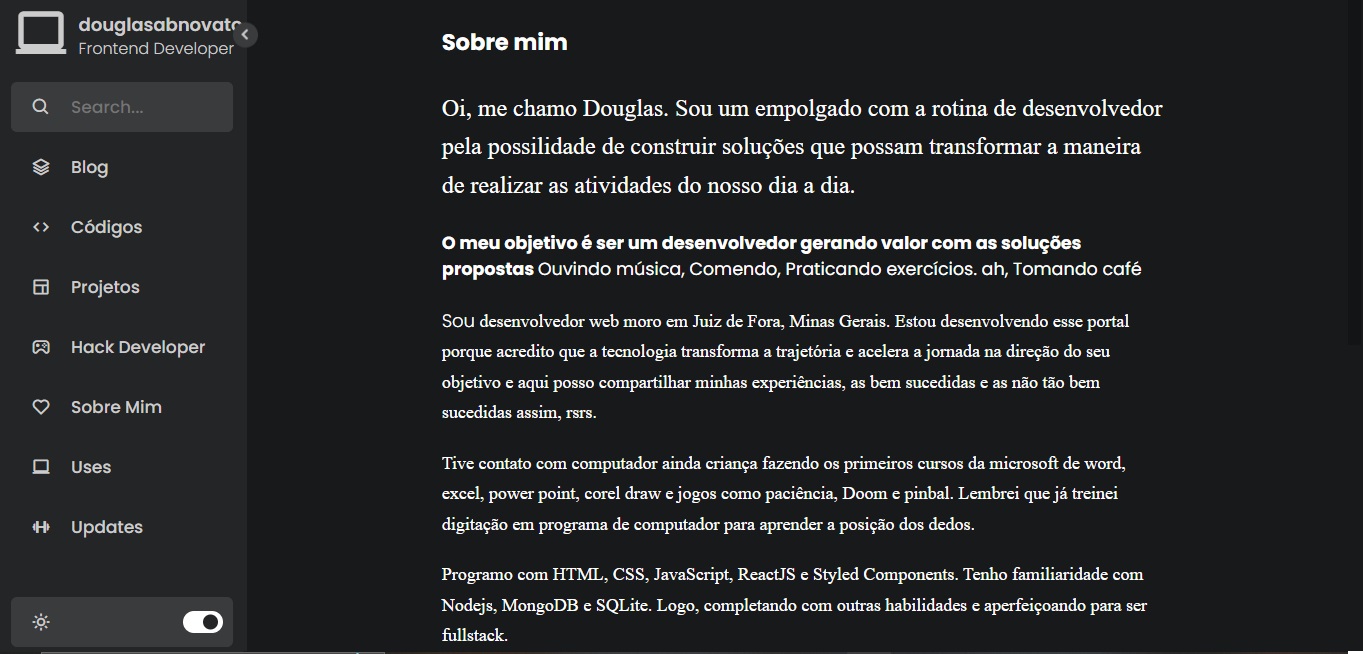 douglasabnovato
Frontend Developer
Search...
Blog
Códigos
Projetos
Hack Developer
Sobre Mim
Uses
Updates
Sobre mim
Oi, me chamo Douglas. Sou um empolgado com a rotina de desenvolvedor
pela possilidade de construir soluções que possam transformar a maneira
de realizar as atividades do nosso dia a dia.
O meu objetivo é ser um desenvolvedor gerando valor com as soluções
propostas Ouvindo música, Comendo, Praticando exercícios. ah, Tomando café
Sou desenvolvedor web moro em Juiz de Fora, Minas Gerais. Estou desenvolvendo esse portal
porque acredito que a tecnologia transforma a trajetória e acelera a jornada na direção do seu
objetivo e aqui posso compartilhar minhas experiências, as bem sucedidas e as não tão bem
sucedidas assim, rsrs.
Tive contato com computador ainda criança fazendo os primeiros cursos da microsoft de word,
excel, power point, corel draw e jogos como paciência, Doom e pinbal. Lembrei que já treinei
digitação em programa de computador para aprender a posição dos dedos.
Programo com HTML, CSS, JavaScript, ReactJS e Styled Components. Tenho familiaridade com
Nodejs, MongoDB e SQLite. Logo, completando com outras habilidades e aperfeiçoando para ser
fullstack.